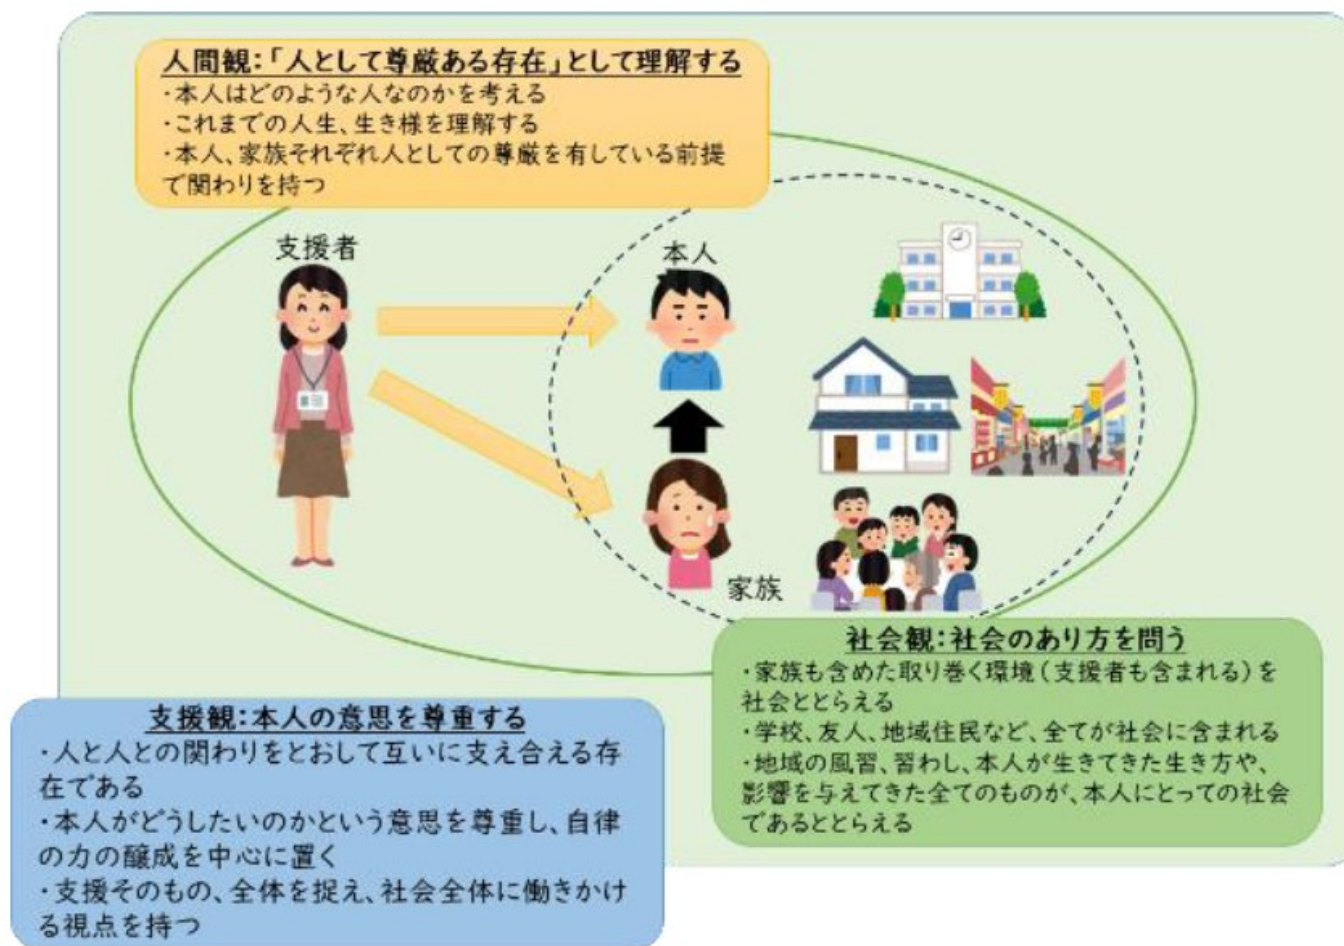 人間観：「人として尊厳ある存在」として理解する
・本人はどのような人なのかを考える
・これまでの人生、生き様を理解する
・本人、家族それぞれ人としての尊厳を有している前提
で関わりを持つ
支援者
本人
家族
社会観：社会のあり方を問う
・家族も含めた取り巻く環境（支援者も含まれる）を
社会ととらえる
・学校、友人、地域住民など、全てが社会に含まれる
・地域の風習、習わし、本人が生きてきた生き方や、
影響を与えてきた全てのものが、本人にとっての社会
であるととらえる
支援観：本人の意思を尊重する
・人と人との関わりをとおして互いに支え合える存
在である
・本人がどうしたいのかという意思を尊重し、自律
の力の醸成を中心に置く
・支援そのもの、全体を捉え、社会全体に働きかけ
る視点を持つ